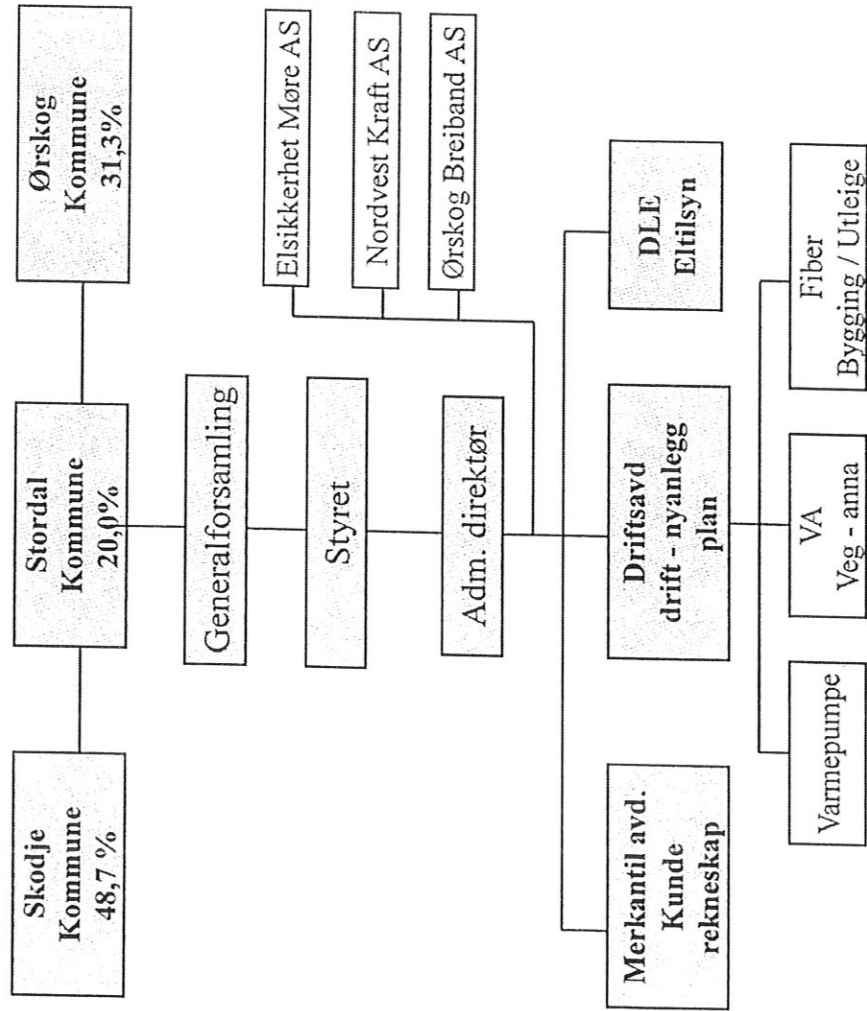 Skodje
Kommune
48,7 %
Stordal
Kommune
20,0%
Ørskog
Kommune
31,3%
Generalforsamling
Styret
Adm. direktør
Elsikkerhet Møre AS
Nordvest Kraft AS
Ørskog Breiband AS
Merkantil avd.
Kunde
rekneskap
Driftsavd
drift - nyanlegg
plan
DLE
Eltilsyn
Varmepumpe
VA
Veg - anna
Fiber
Bygging / Utleige